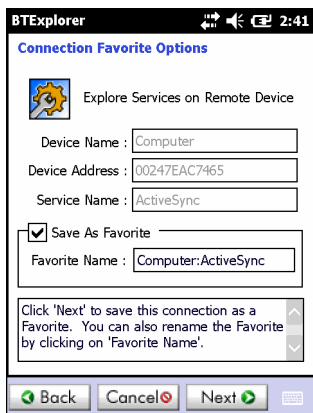 BTExplorer 2:41
Connection Favorite Options
Explore Services on Remote Device
Device Name : Computer
Device Address : 00247EAC7465
Service Name : ActiveSync
Save As Favorite
Favorite Name : Computer:ActiveSync
Click 'Next' to save this connection as a
Favorite. You can also rename the Favorite
by clicking on 'Favorite Name'.
Back Cancel Next